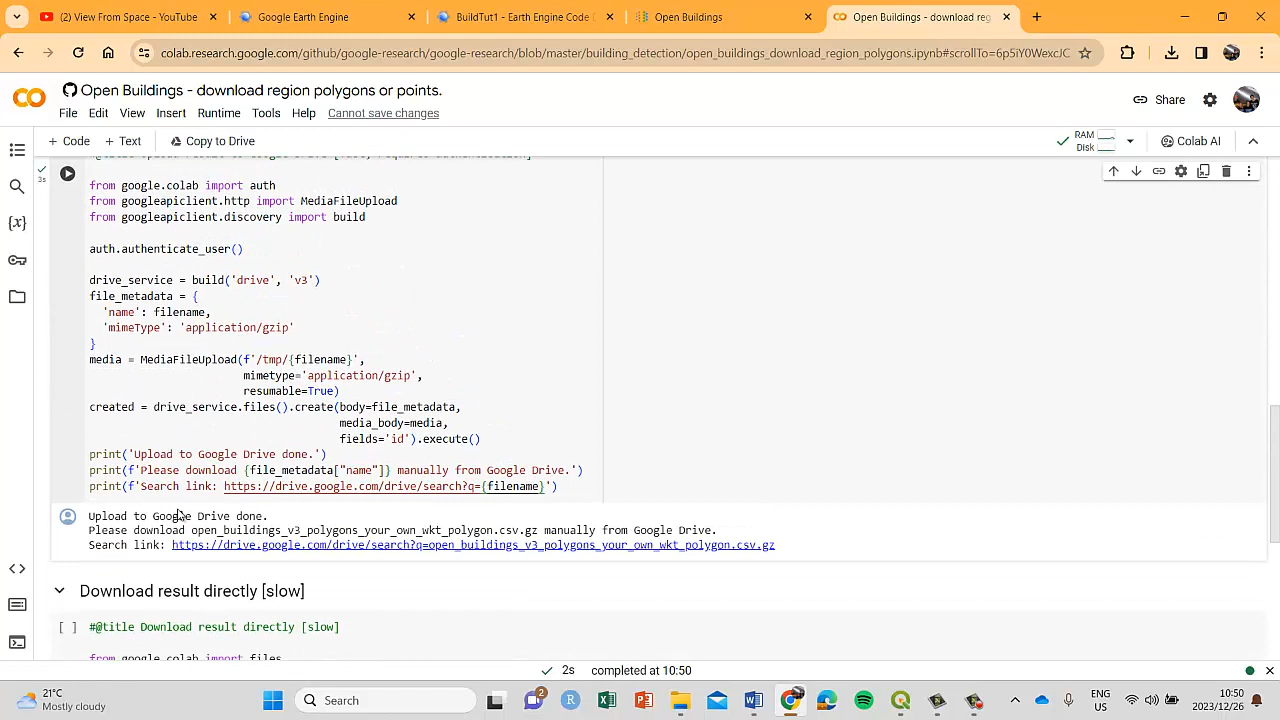 (2) View From Space - YouTube
Google Earth Engine
BuildTut1 - Earth Engine Code
Open Buildings
Open Buildings - download reg
colab.research.google.com/github/google-research/google-research/blob/master/building_detection/open_buildings_download_region_polygons.ipynb#scrollTo=6p5iY0WexcJC
Open Buildings - download region polygons or points.
Share
File Edit View Insert Runtime Tools Help Cannot save changes
+ Code + Text Copy to Drive
RAM
Disk
Colab AI
3s
from google.colab import auth
from googleapiclient.http import MediaFileUpload
from googleapiclient.discovery import build
auth.authenticate_user()
drive_service = build('drive', 'v3')
file_metadata = {
'name': filename,
'mimeType': 'application/gzip'
}
media = MediaFileUpload(f'/tmp/{filename}',
mimetype='application/gzip',
resumable=True)
created = drive_service.files().create(body=file_metadata,
media_body=media,
fields='id').execute()
print('Upload to Google Drive done.')
print(f'Please download {file_metadata["name"]} manually from Google Drive.')
print(f'Search link: https://drive.google.com/drive/search?q={filename}')
Upload to Google Drive done.
Please download open_buildings_v3_polygons_your_own_wkt_polygon.csv.gz manually from Google Drive.
Search link: https://drive.google.com/drive/search?q=open_buildings_v3_polygons_your_own_wkt_polygon.csv.gz
Download result directly [slow]
[ ] #@title Download result directly [slow]
from google.colab import files
2s completed at 10:50
21°C
Mostly cloudy
Search
2
ENG
US
10:50
2023/12/26